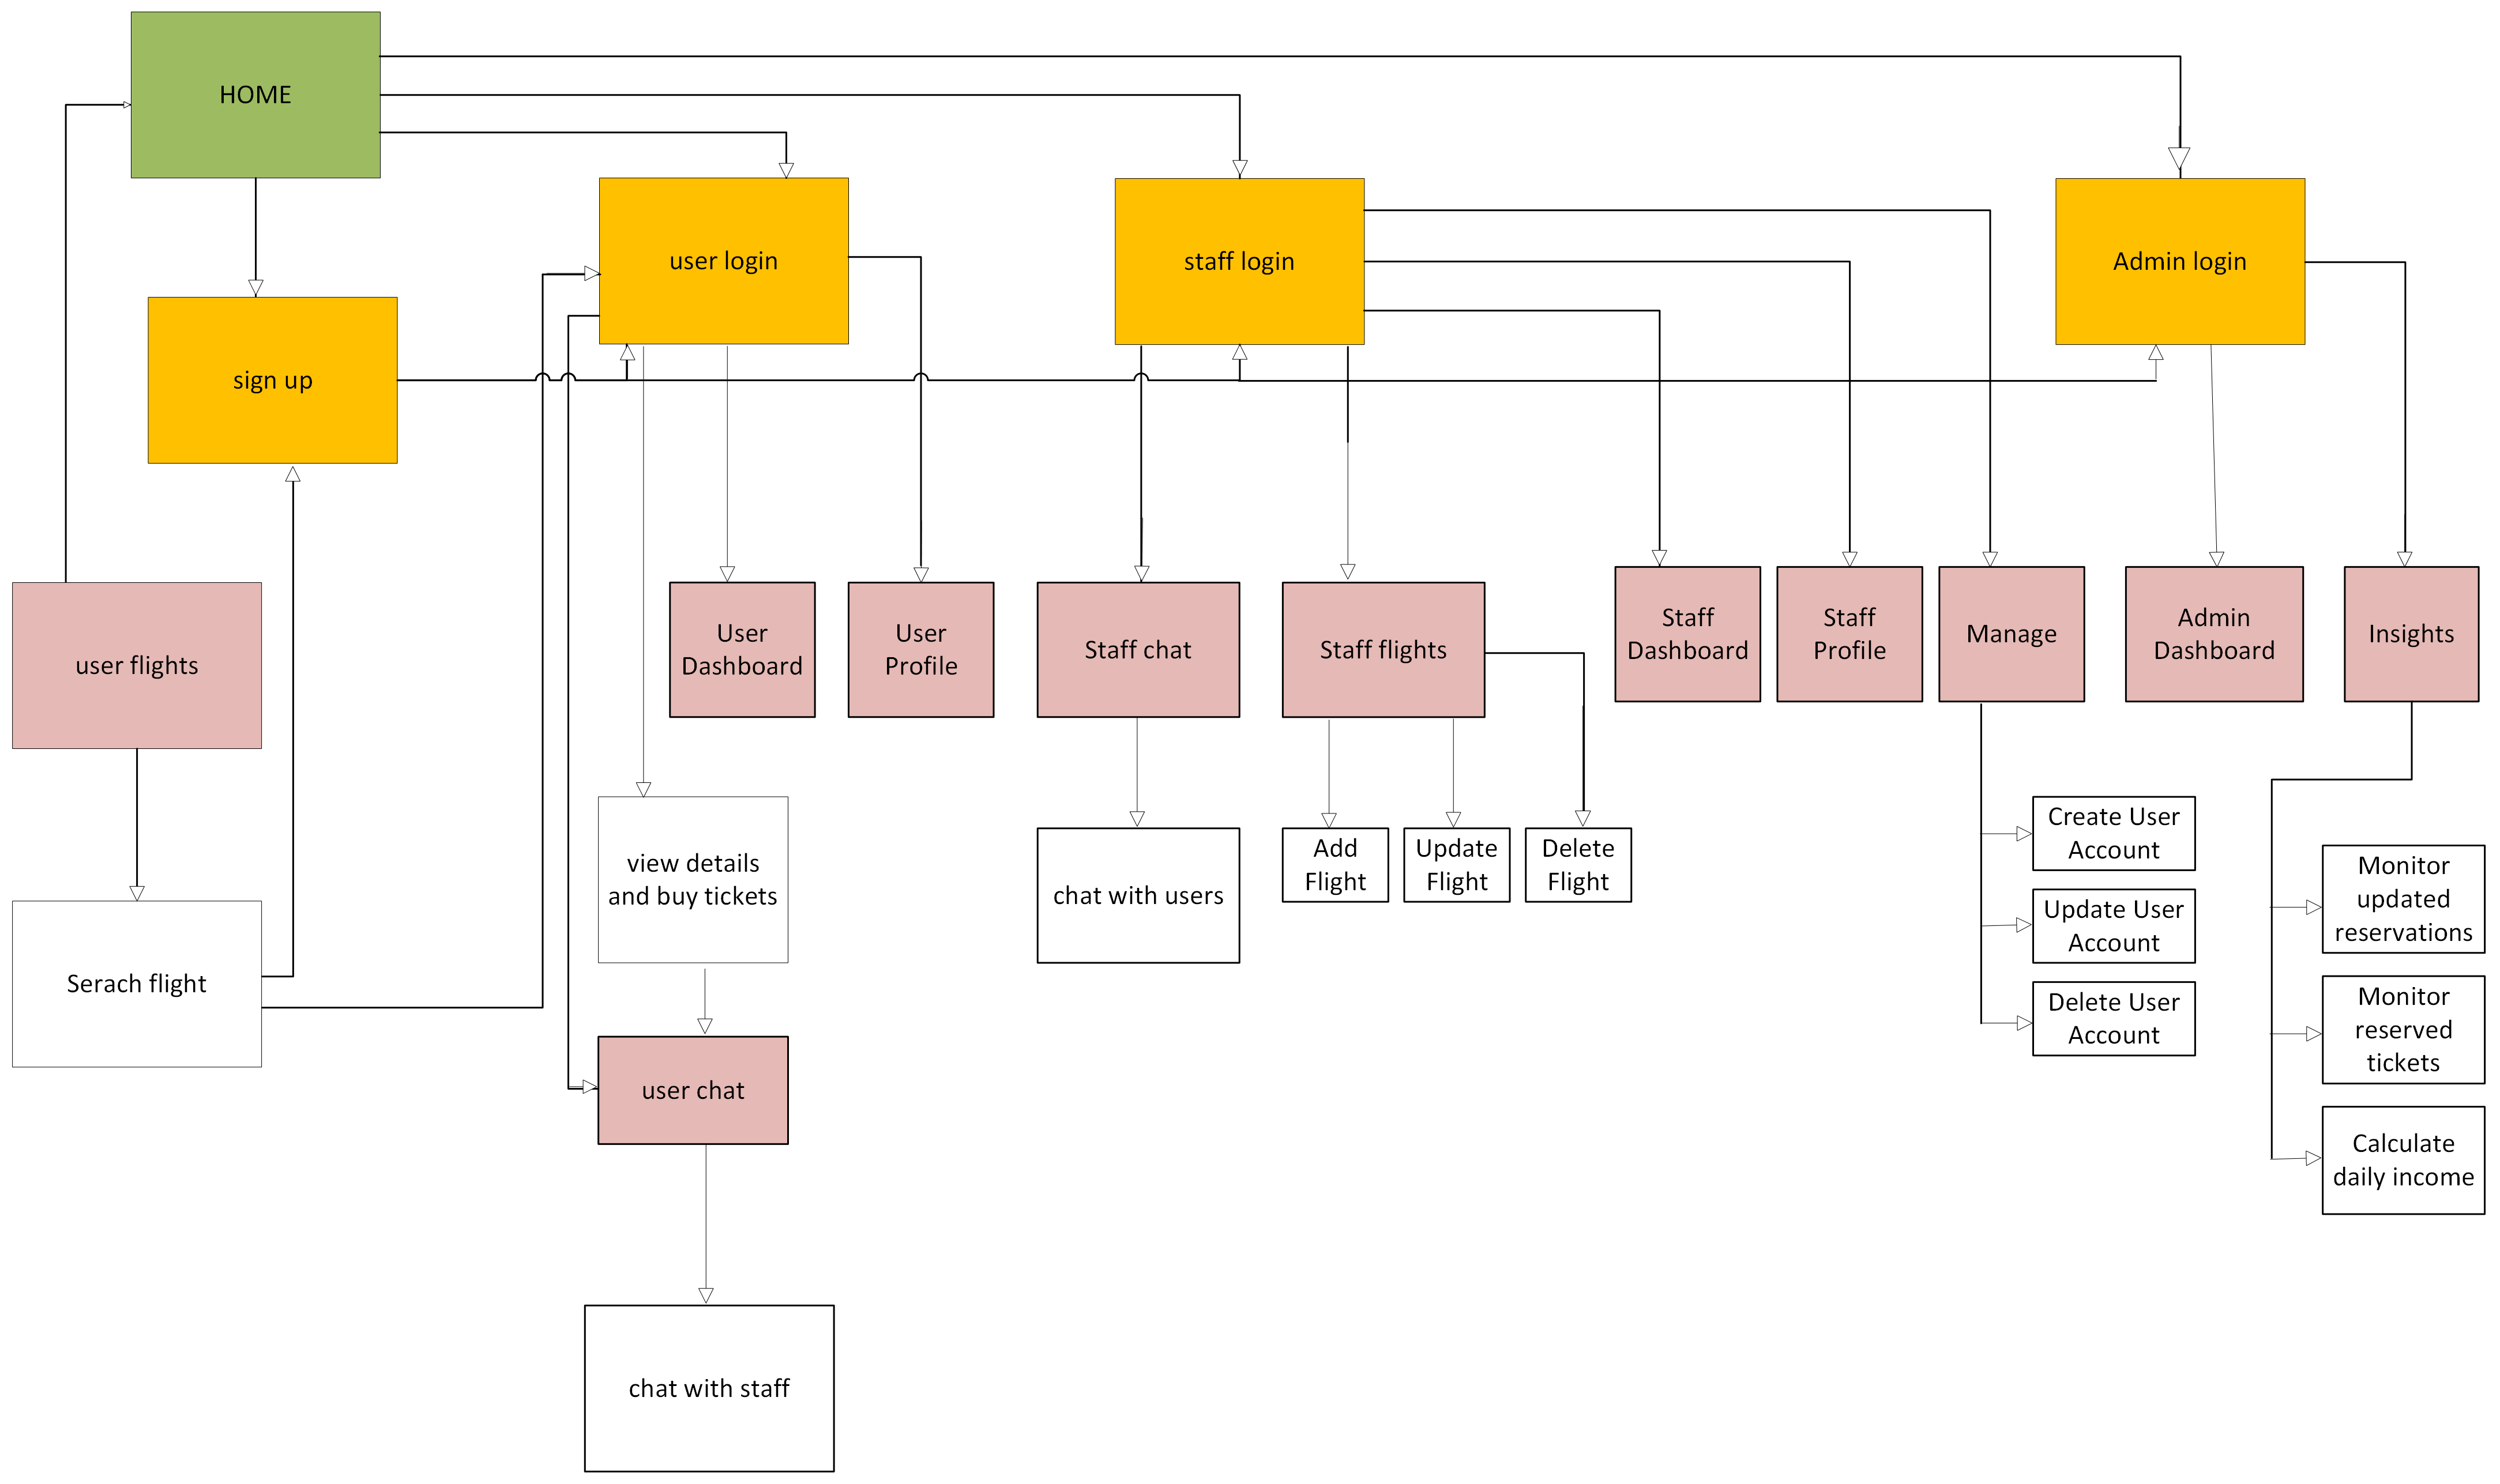 HOME
user login
staff login
Admin login
sign up
user flights
User
Dashboard
User
Profile
Staff chat
Staff flights
Staff
Dashboard
Staff
Profile
Manage
Admin
Dashboard
Insights
Serach flight
view details
and buy tickets
chat with users
Add
Flight
Update
Flight
Delete
Flight
Create User
Account
Update User
Account
Delete User
Account
Monitor
updated
reservations
Monitor
reserved
tickets
Calculate
daily income
user chat
chat with staff